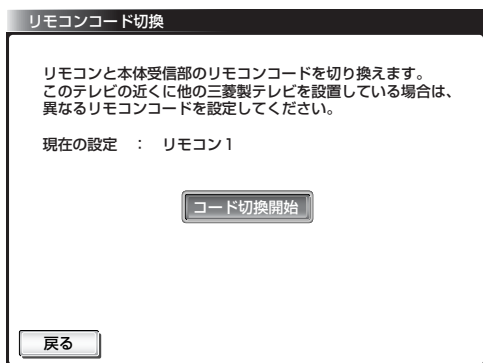 リモコンコード切換
リモコンと本体受信部のリモコンコードを切り換えます。
このテレビの近くに他の三菱製テレビを設置している場合は、
異なるリモコンコードを設定してください。
現在の設定　：　リモコン1
コード切換開始
戻る